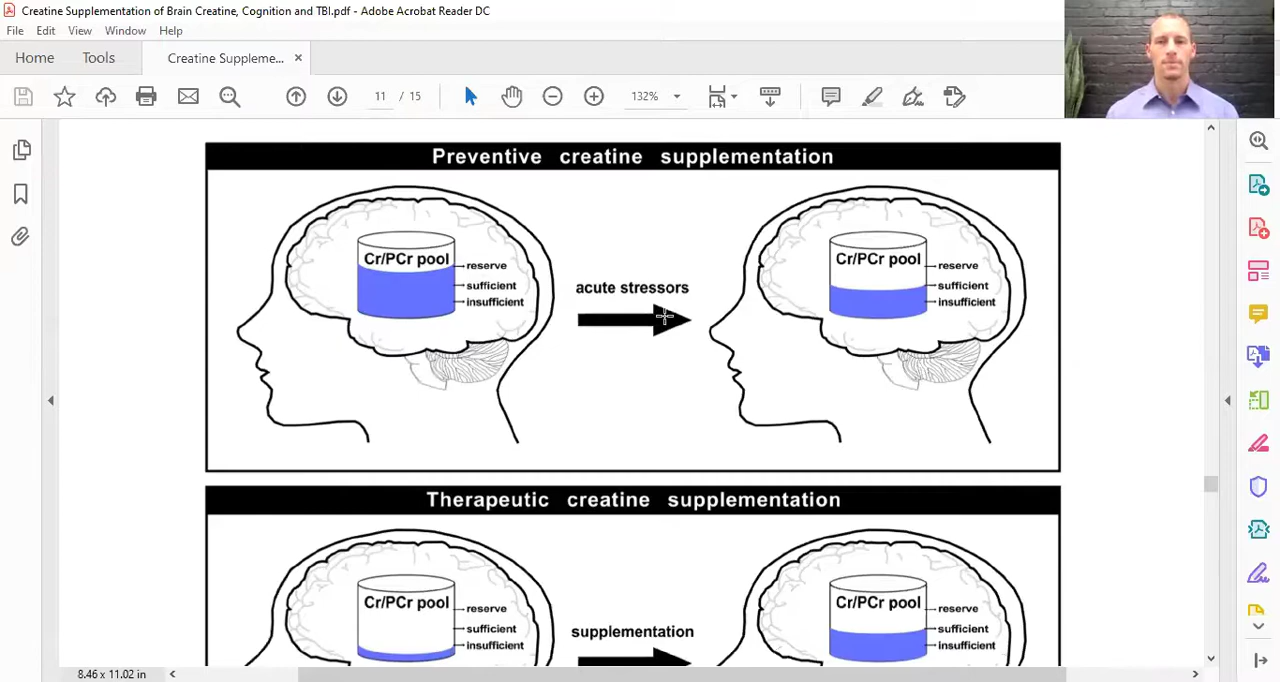 Creatine Supplementation of Brain Creatine, Cognition and TBI.pdf - Adobe Acrobat Reader DC
File Edit View Window Help
Home Tools Creatine Suppleme... ×
11 / 15 132%
Preventive creatine supplementation
Cr/PCr pool
reserve
sufficient
insufficient
acute stressors
Cr/PCr pool
reserve
sufficient
insufficient
Therapeutic creatine supplementation
Cr/PCr pool
reserve
sufficient
insufficient
supplementation
Cr/PCr pool
reserve
sufficient
insufficient
8.46 x 11.02 in